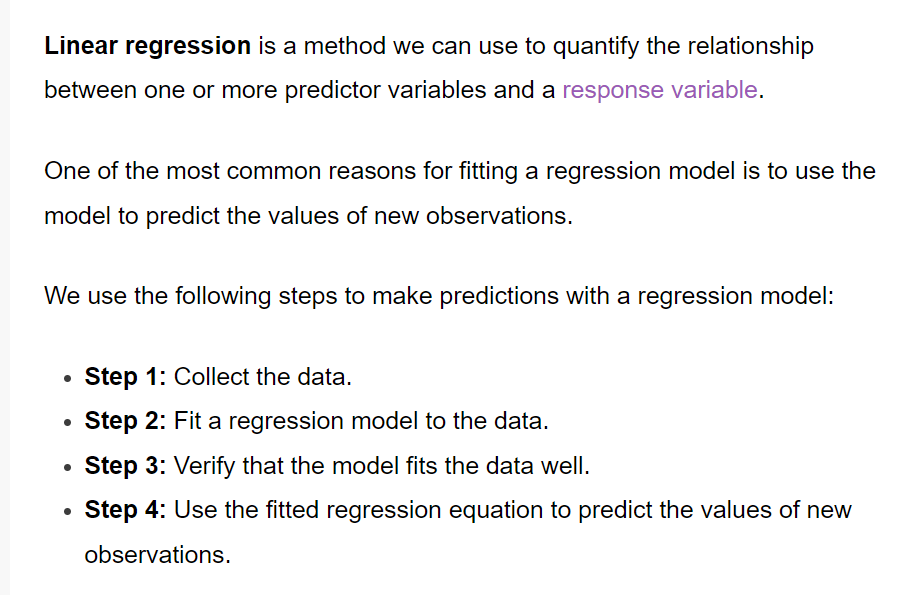 Linear regression is a method we can use to quantify the relationship
between one or more predictor variables and a response variable.
One of the most common reasons for fitting a regression model is to use the
model to predict the values of new observations.
We use the following steps to make predictions with a regression model:
• Step 1: Collect the data.
• Step 2: Fit a regression model to the data.
• Step 3: Verify that the model fits the data well.
• Step 4: Use the fitted regression equation to predict the values of new
observations.